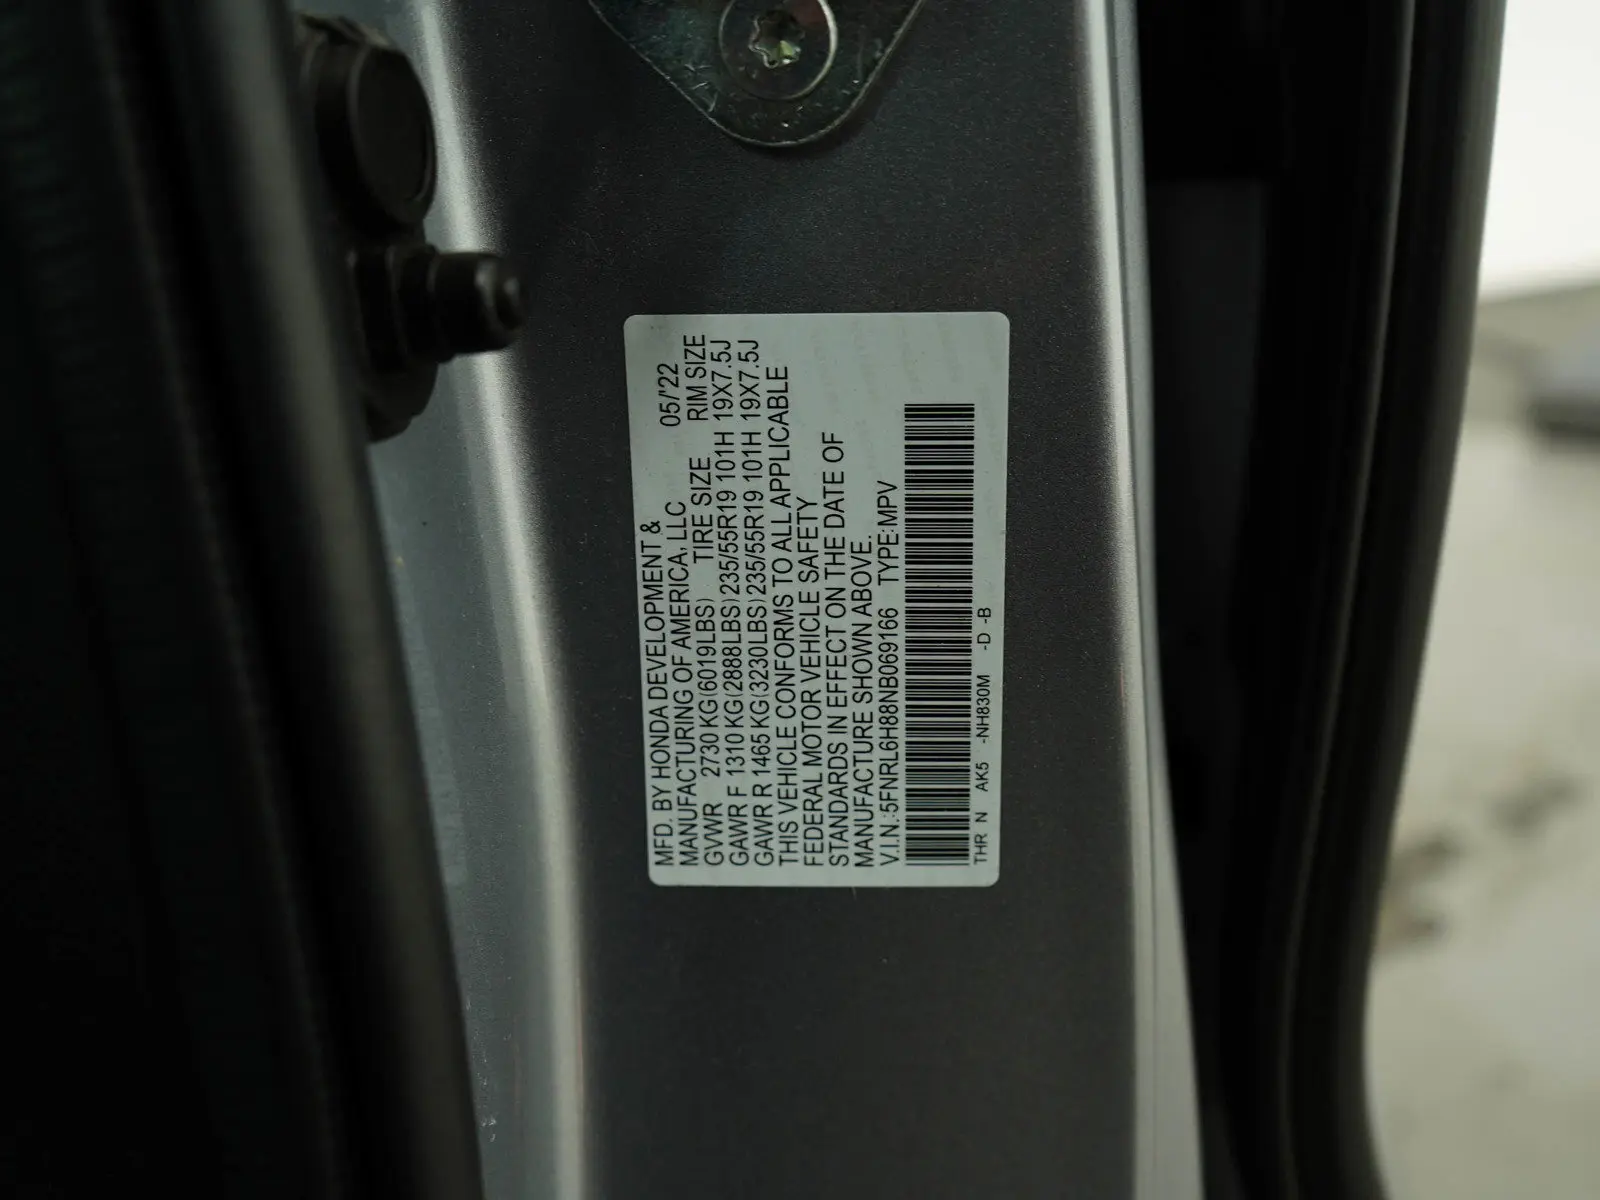 MFD. BY HONDA DEVELOPMENT &
MANUFACTURING OF AMERICA, LLC 05/'22
GVWR 2730 KG(6019LBS) TIRE SIZE RIM SIZE
GAWR F 1310 KG(2888LBS) 235/55R19 101H 19X7.5J
GAWR R 1465 KG(3230LBS) 235/55R19 101H 19X7.5J
THIS VEHICLE CONFORMS TO ALL APPLICABLE
FEDERAL MOTOR VEHICLE SAFETY
STANDARDS IN EFFECT ON THE DATE OF
MANUFACTURE SHOWN ABOVE.
V.I.N.:5FNRL6H88NB069166 TYPE:MPV
THR N AK5 -NH830M -D -B